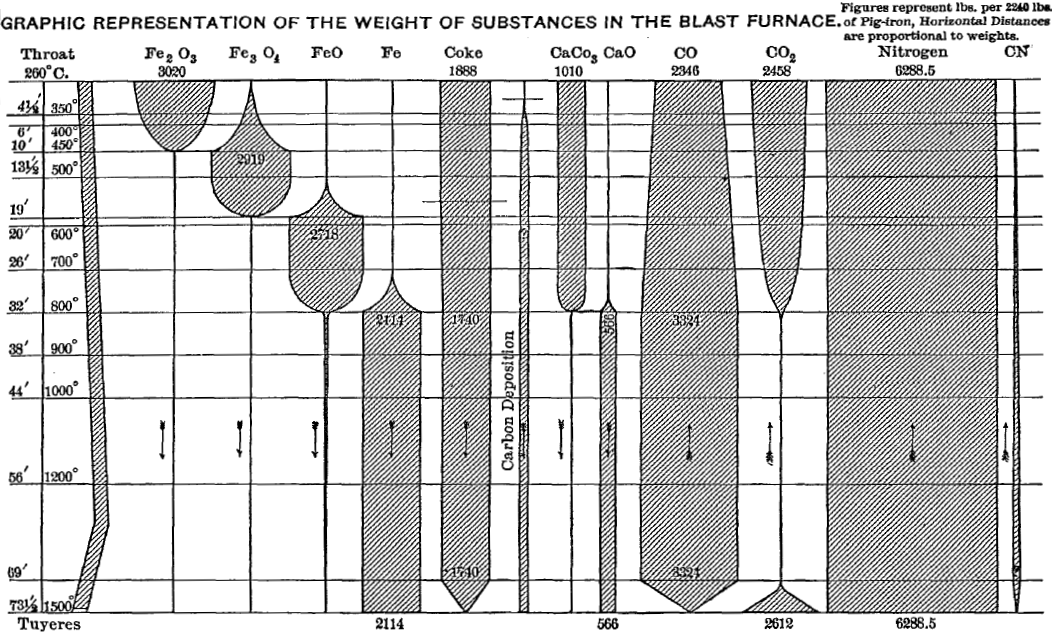 Figures represent lbs. per 2240 lbs.
GRAPHIC REPRESENTATION OF THE WEIGHT OF SUBSTANCES IN THE BLAST FURNACE. of Pig-iron, Horizontal Distances
are proportional to weights.
Throat Fe2 O3 Fe3 O4 FeO Fe Coke CaCo3 CaO CO CO2 Nitrogen CN
260° C. 3020 1888 1010 2346 2458 6288.5
4½ 350°
6′ 400°
10′ 450° 2919
13½ 500°
19′
20′ 600° 2718
26′ 700°
32′ 800° 2114 1740 566 3324
38′ 900°
Carbon Deposition
44′ 1000°
56′ 1200°
69′ 1740 3324
73½ 1500°
Tuyeres 2114 566 2612 6288.5